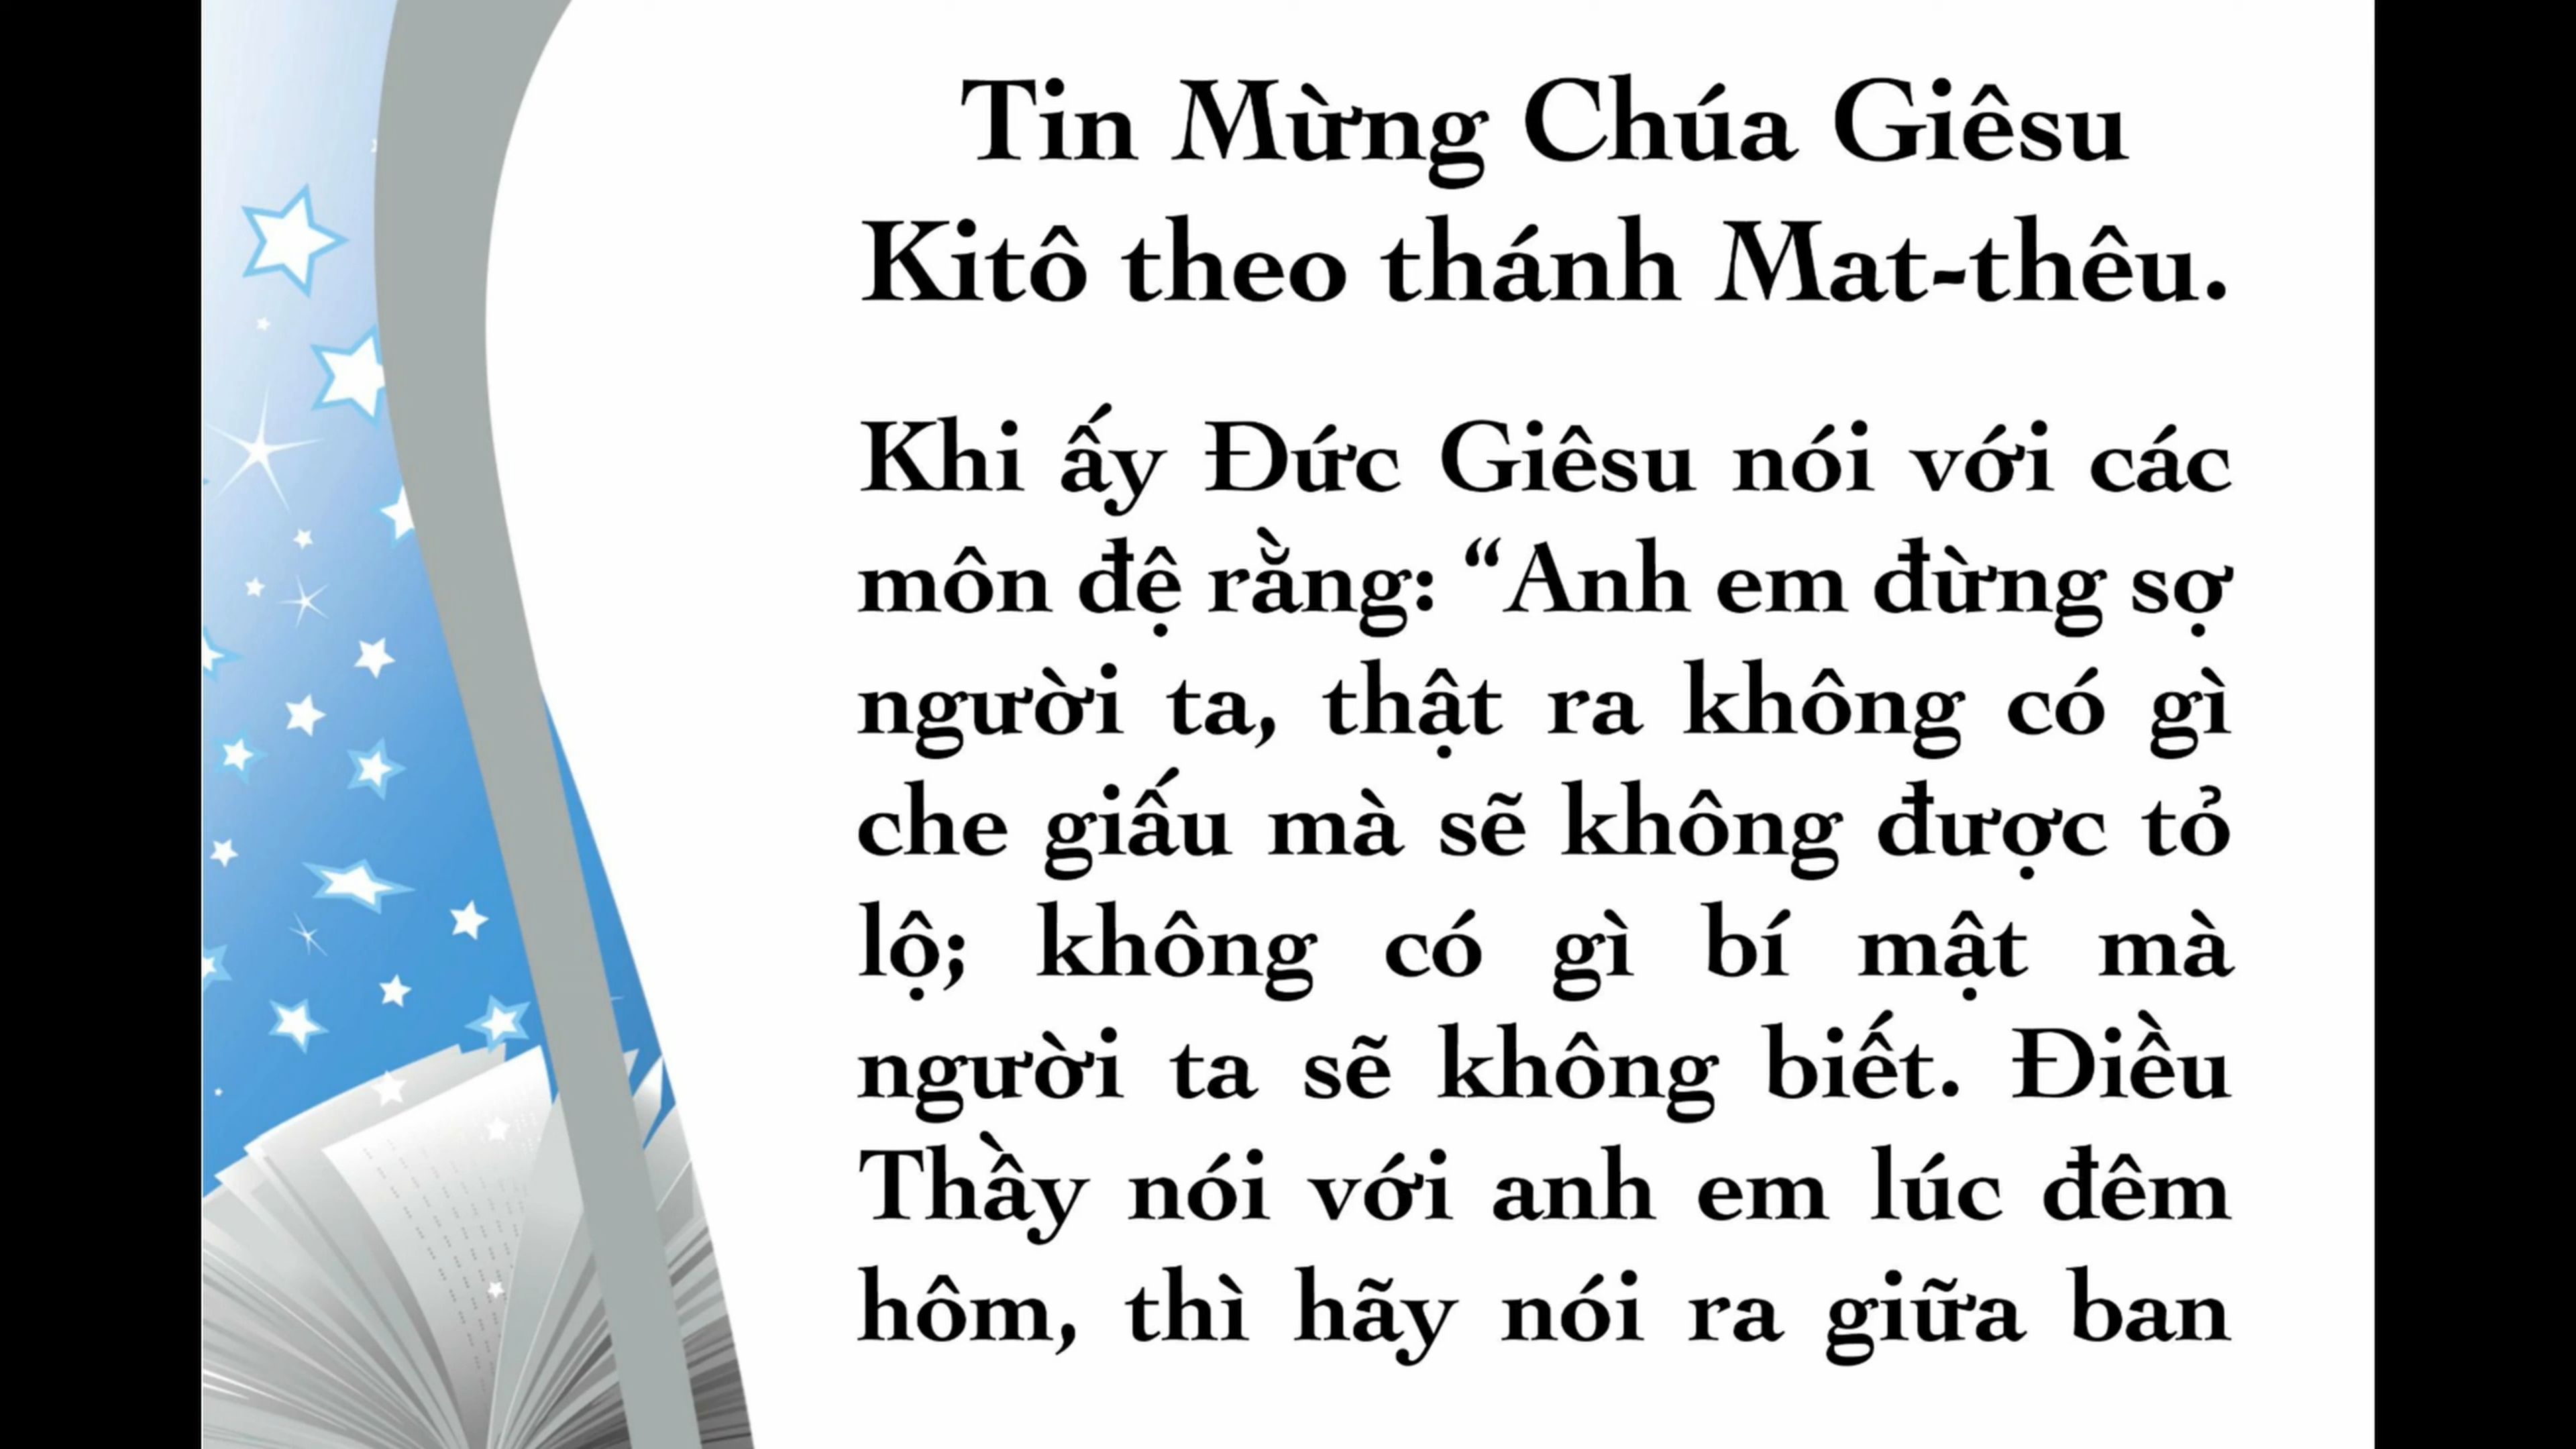 Tin Mừng Chúa Giêsu
Kitô theo thánh Mat-thêu.
Khi ấy Đức Giêsu nói với các
môn đệ rằng: “Anh em đừng sợ
người ta, thật ra không có gì
che giấu mà sẽ không được tỏ
lộ; không có gì bí mật mà
người ta sẽ không biết. Điều
Thầy nói với anh em lúc đêm
hôm, thì hãy nói ra giữa ban